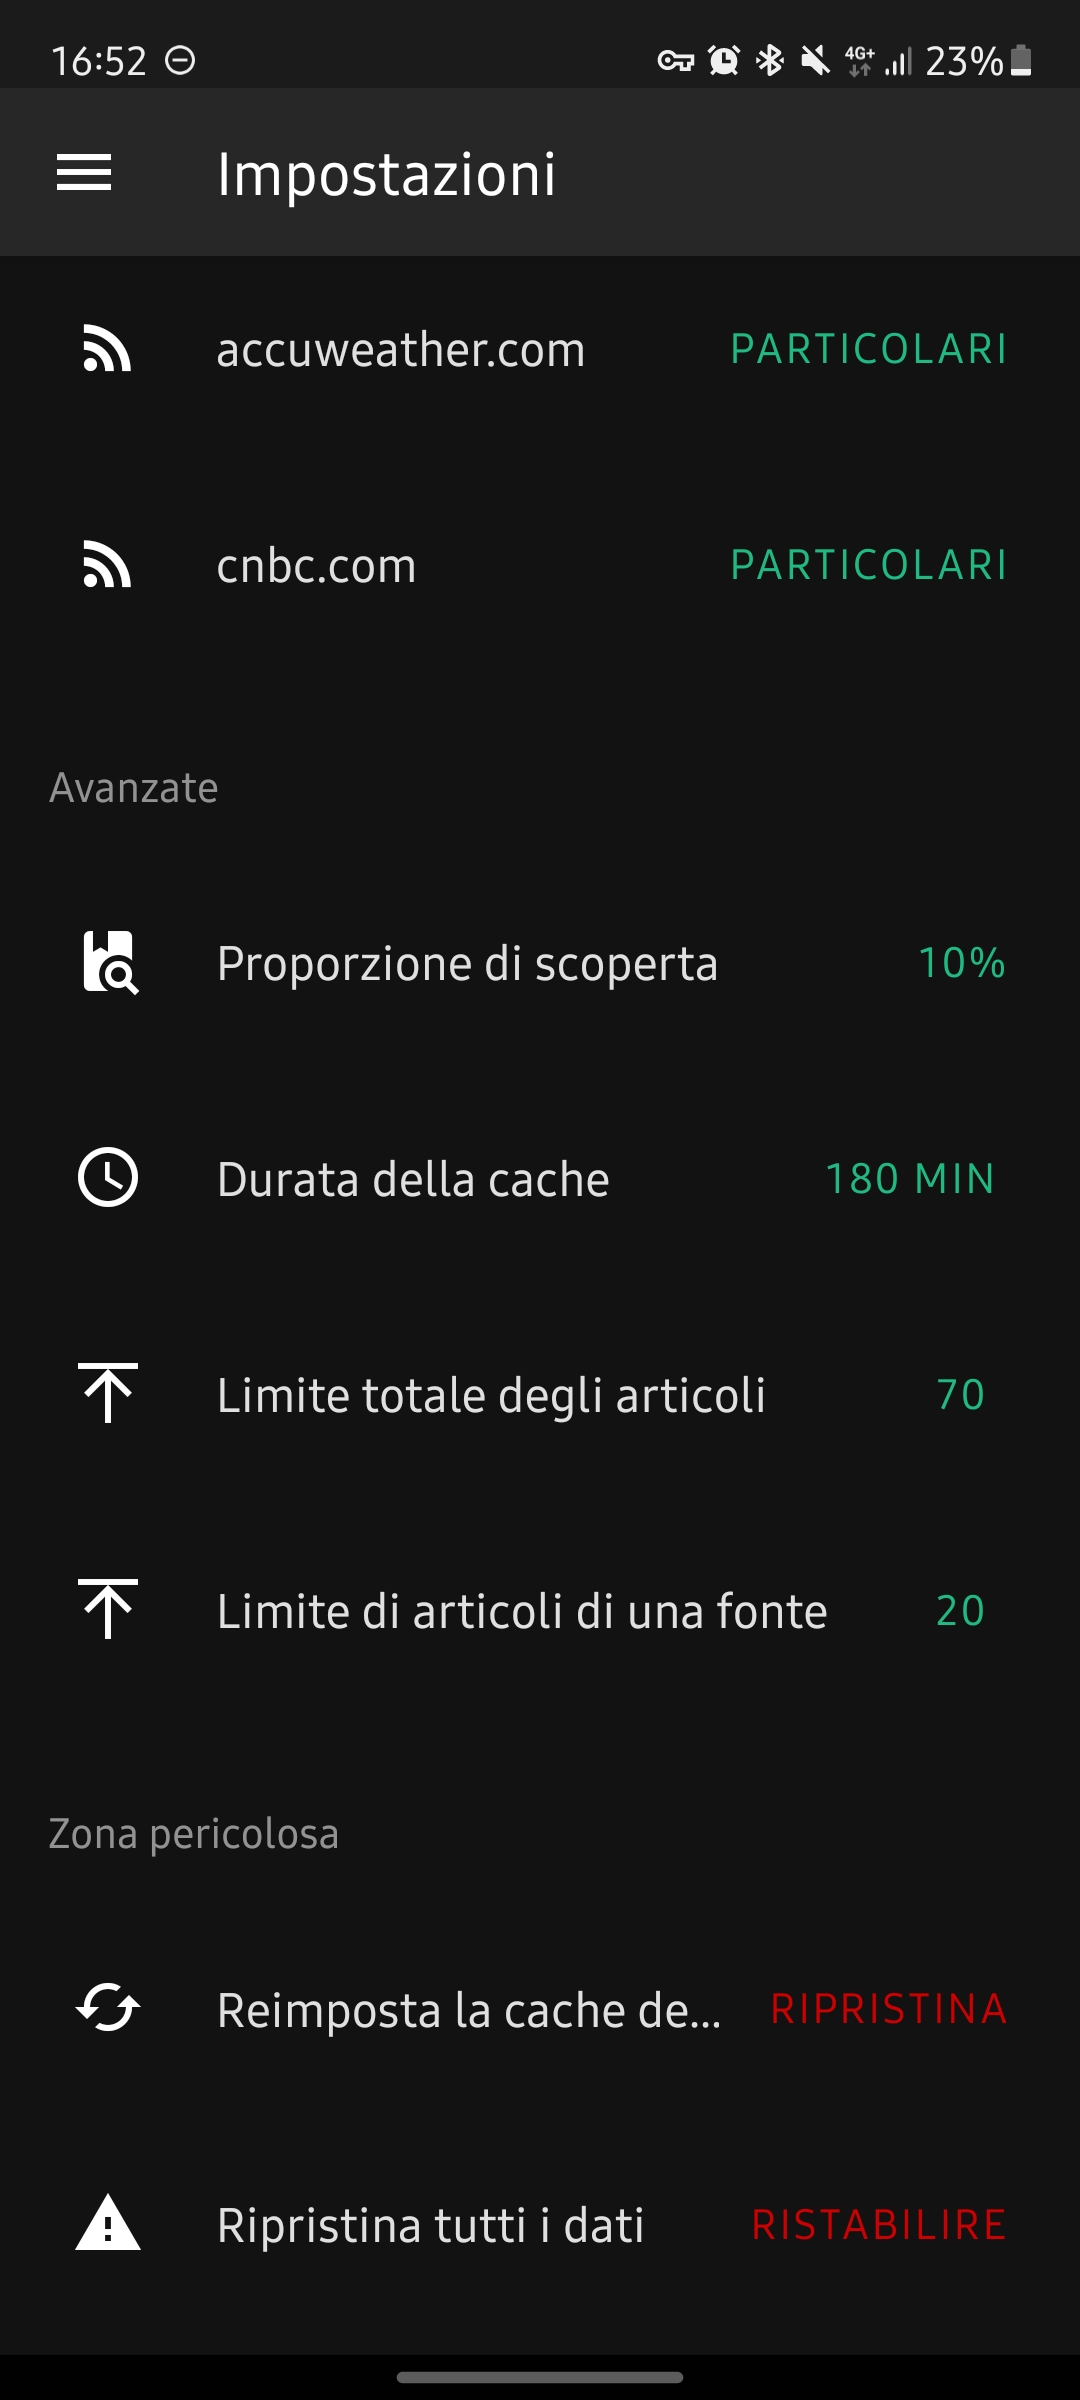 16:52 4G+ 23%
Impostazioni
accuweather.com PARTICOLARI
cnbc.com PARTICOLARI
Avanzate
Proporzione di scoperta 10%
Durata della cache 180 MIN
Limite totale degli articoli 70
Limite di articoli di una fonte 20
Zona pericolosa
Reimposta la cache de... RIPRISTINA
Ripristina tutti i dati RISTABILIRE